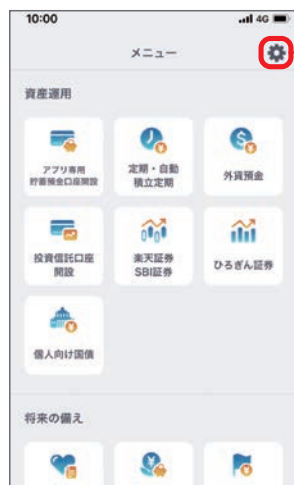 10:00 4G
メニュー
資産運用
アプリ専用
貯蓄預金口座開設
定期・自動
積立定期
外貨預金
投資信託口座
開設
楽天証券
SBI証券
ひろぎん証券
個人向け国債
将来の備え